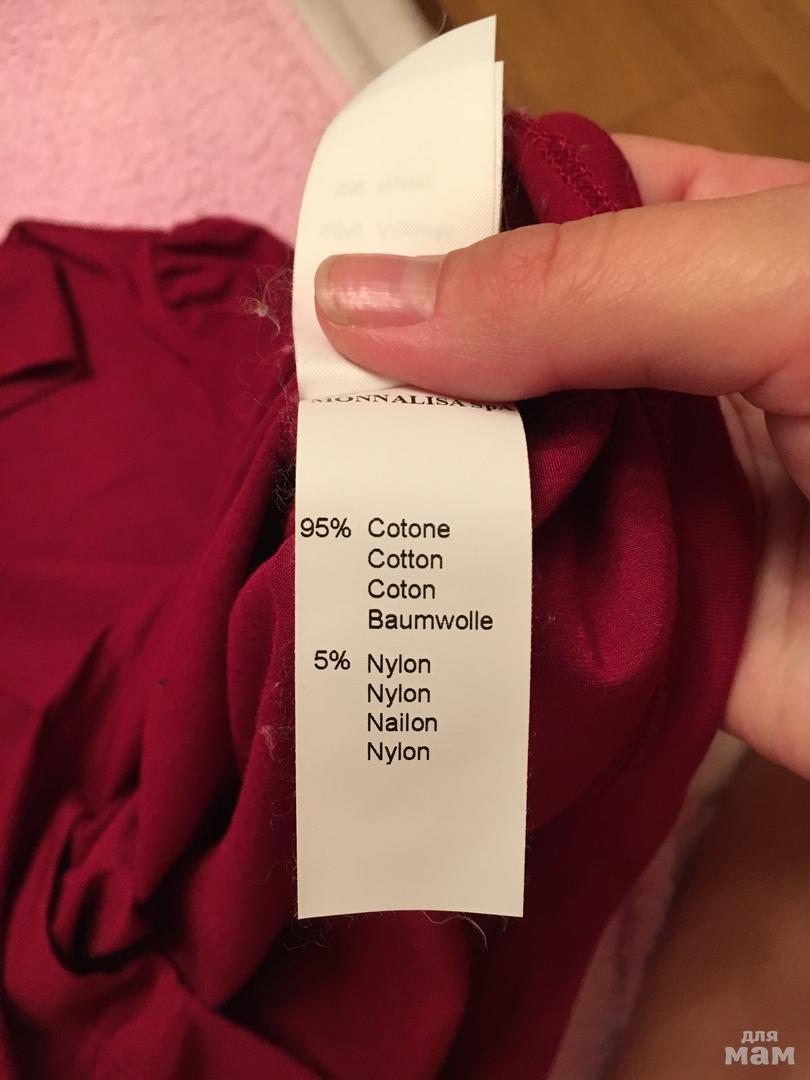 MONNALISA SpA
95% Cotone
Cotton
Coton
Baumwolle
5% Nylon
Nylon
Nailon
Nylon
для
мам